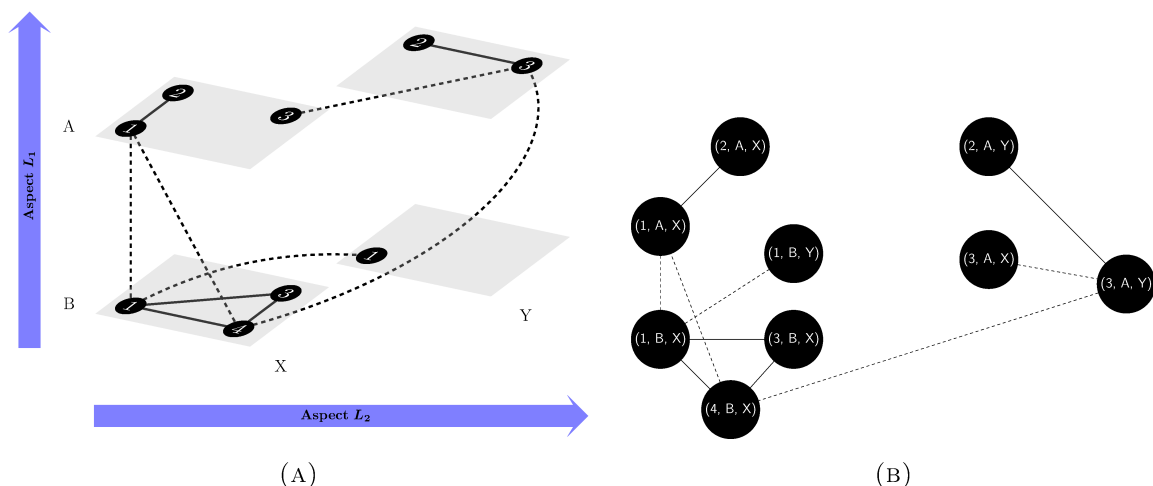 2
3
A
2
1
3
Aspect L₁
B
1
1
3
4
Y
X
Aspect L₂
(A)
(2, A, X)
(2, A, Y)
(1, A, X)
(1, B, Y)
(3, A, X)
(3, A, Y)
(1, B, X)
(3, B, X)
(4, B, X)
(B)